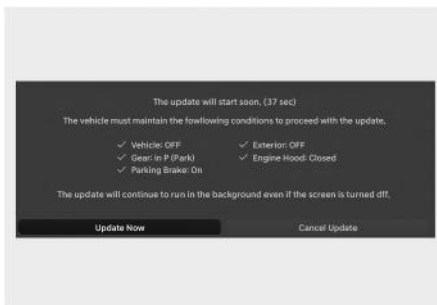 The update will start soon. (37 sec)
The vehicle must maintain the fowllowing conditions to proceed with the update.
✓ Vehicle: OFF ✓ Exterior: OFF
✓ Gear: in P (Park) ✓ Engine Hood: Closed
✓ Parking Brake: On
The update will continue to run in the background even if the screen is turned dff.
Update Now Cancel Update